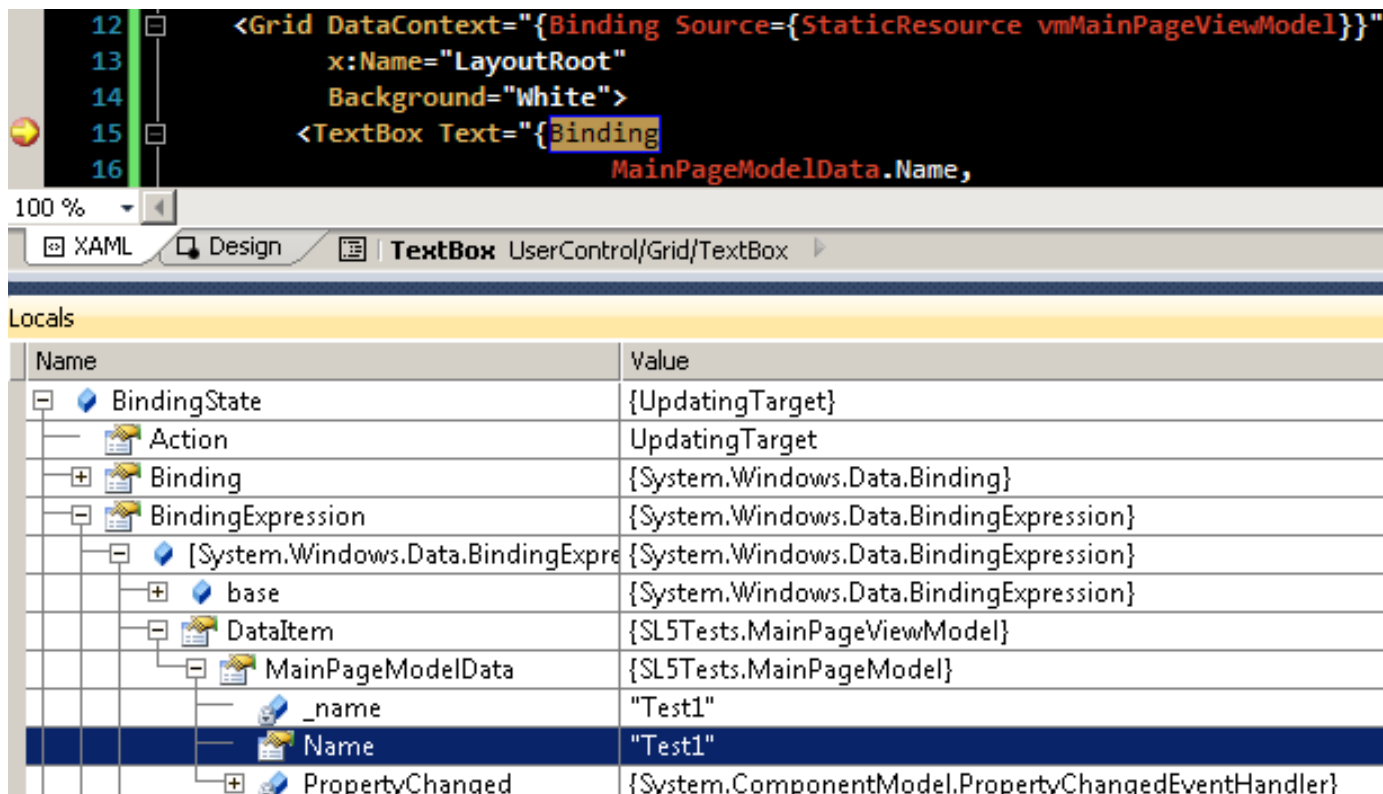 12 <Grid DataContext="{Binding Source={StaticResource vmMainPageViewModel}}"
13 x:Name="LayoutRoot"
14 Background="White">
15 <TextBox Text="{Binding
16 MainPageModelData.Name,
100 %
XAML Design TextBox UserControl/Grid/TextBox
Locals
Name Value
BindingState {UpdatingTarget}
Action UpdatingTarget
Binding {System.Windows.Data.Binding}
BindingExpression {System.Windows.Data.BindingExpression}
[System.Windows.Data.BindingExpre {System.Windows.Data.BindingExpression}
base {System.Windows.Data.BindingExpression}
DataItem {SL5Tests.MainPageViewModel}
MainPageModelData {SL5Tests.MainPageModel}
_name "Test1"
Name "Test1"
PropertyChanged {System.ComponentModel.PropertyChangedEventHandler}